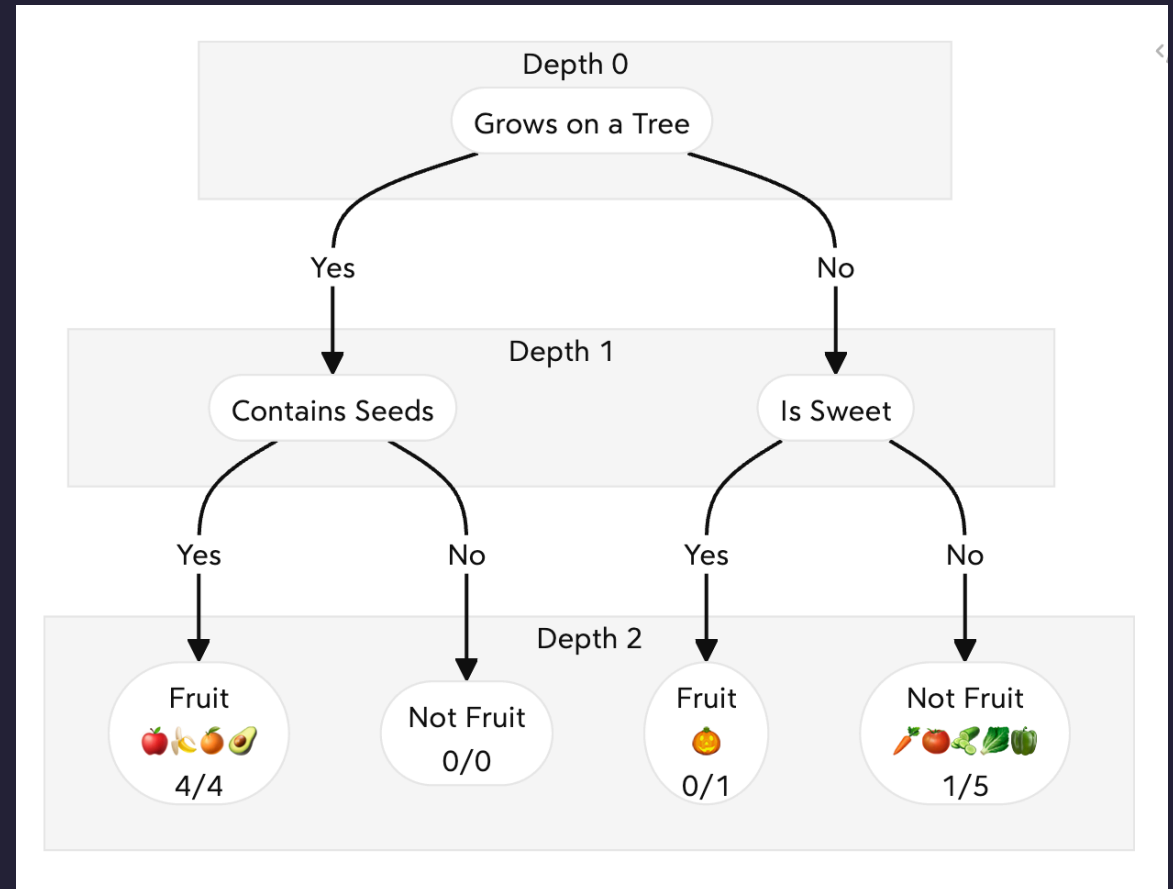 Depth 0
Grows on a Tree
Yes
No
Depth 1
Contains Seeds
Is Sweet
Yes
No
Yes
No
Depth 2
Fruit
4/4
Not Fruit
0/0
Fruit
0/1
Not Fruit
1/5